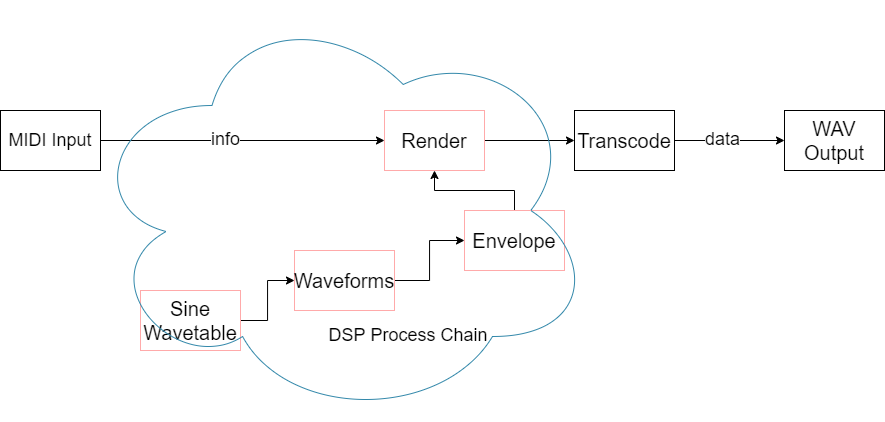 MIDI Input
info
Render
Transcode
data
WAV
Output
Envelope
Waveforms
Sine
Wavetable
DSP Process Chain